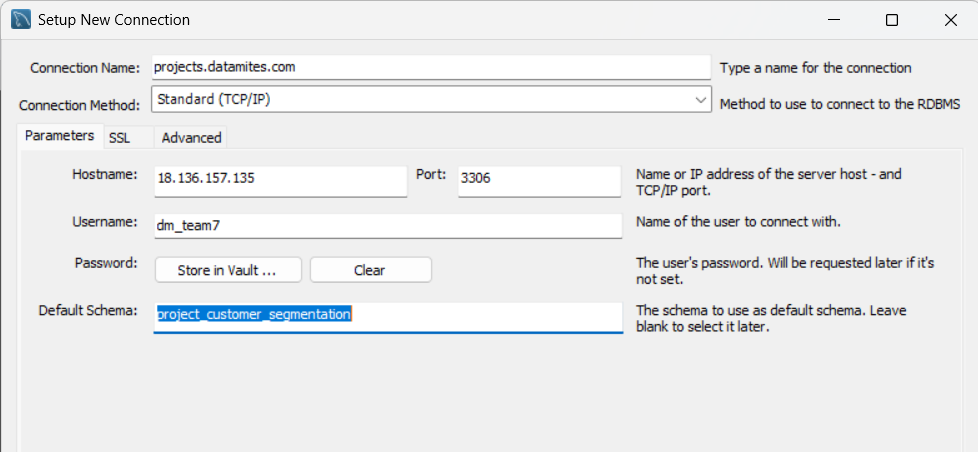 Setup New Connection
Connection Name: projects.datamites.com Type a name for the connection
Connection Method: Standard (TCP/IP) Method to use to connect to the RDBMS
Parameters SSL Advanced
Hostname: 18.136.157.135 Port: 3306 Name or IP address of the server host - and
TCP/IP port.
Username: dm_team7 Name of the user to connect with.
Password: Store in Vault ... Clear The user's password. Will be requested later if it's
not set.
Default Schema: project_customer_segmentation The schema to use as default schema. Leave
blank to select it later.